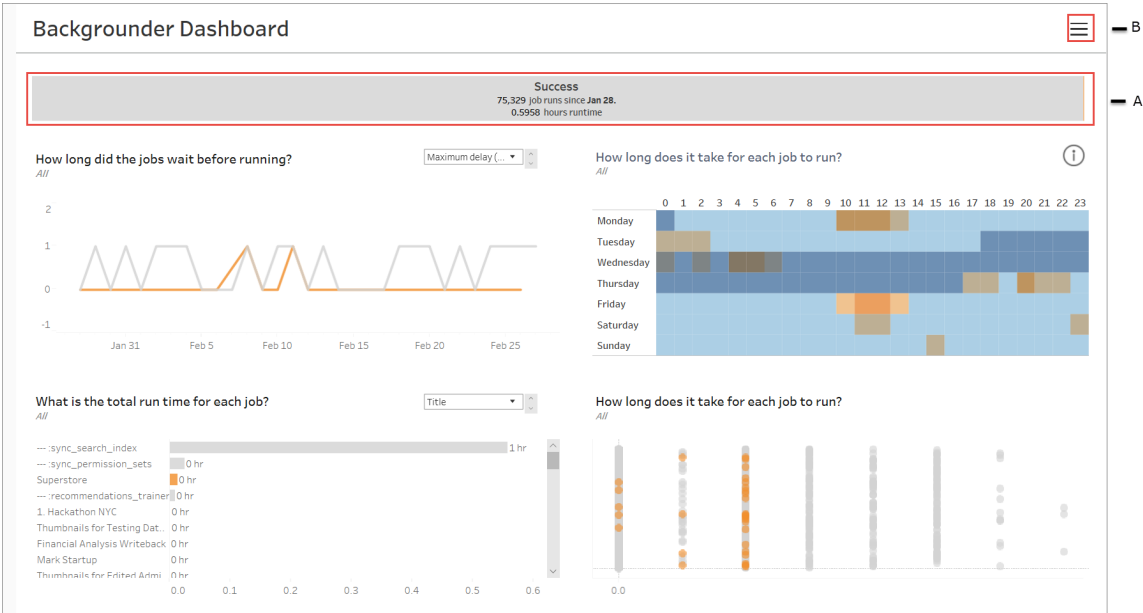 Backgrounder Dashboard
B
Success
75,329 job runs since Jan 28.
0.5958 hours runtime
A
How long did the jobs wait before running?
All
Maximum delay (...
2
1
0
-1
Jan 31 Feb 5 Feb 10 Feb 15 Feb 20 Feb 25
How long does it take for each job to run?
All
0 1 2 3 4 5 6 7 8 9 10 11 12 13 14 15 16 17 18 19 20 21 22 23
Monday
Tuesday
Wednesday
Thursday
Friday
Saturday
Sunday
What is the total run time for each job?
All
Title
--- :sync_search_index 1 hr
--- :sync_permission_sets 0 hr
Superstore 0 hr
--- :recommendations_trainer 0 hr
1. Hackathon NYC 0 hr
Thumbnails for Testing Dat.. 0 hr
Financial Analysis Writeback 0 hr
Mark Startup 0 hr
Thumbnails for Edited Admi.. 0 hr
0.0 0.1 0.2 0.3 0.4 0.5 0.6
How long does it take for each job to run?
All
0.0